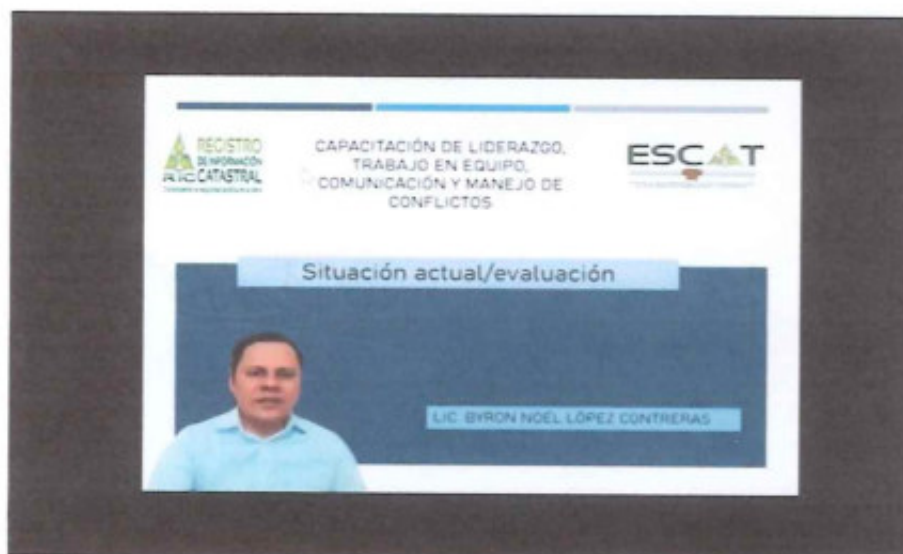 REGISTRO
DE INFORMACIÓN
CATASTRAL
RIC
CAPACITACIÓN DE LIDERAZGO,
TRABAJO EN EQUIPO,
COMUNICACIÓN Y MANEJO DE
CONFLICTOS
ESCAT
Situación actual/evaluación
LIC. BYRON NOEL LÓPEZ CONTRERAS